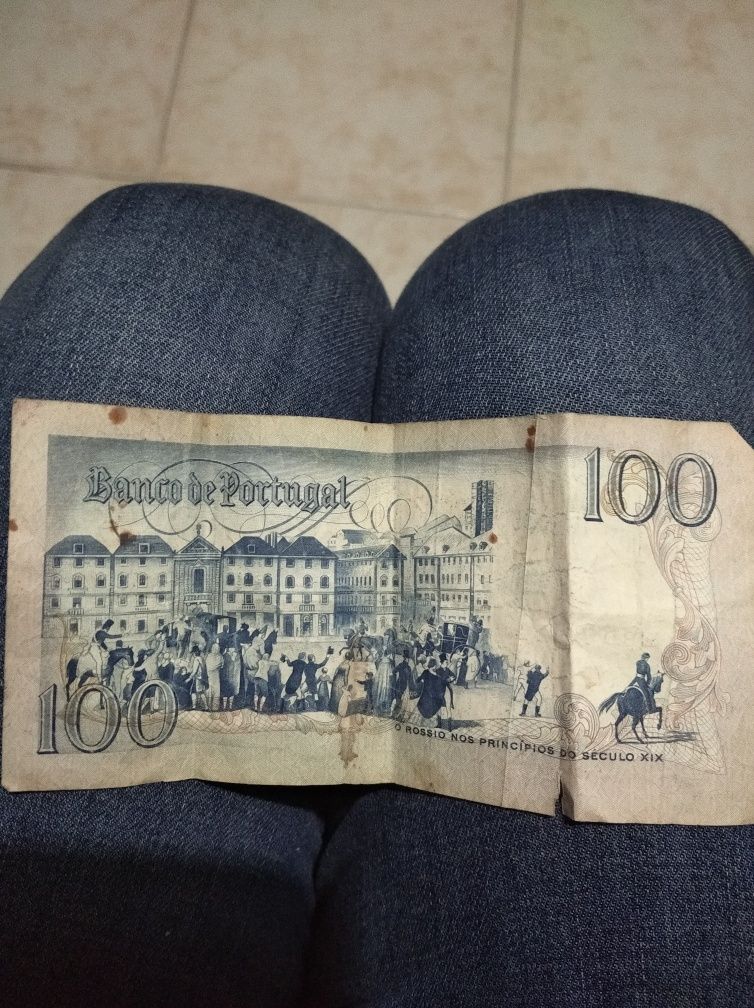 Banco de Portugal
100
100
O ROSSIO NOS PRINCÍPIOS DO SÉCULO XIX